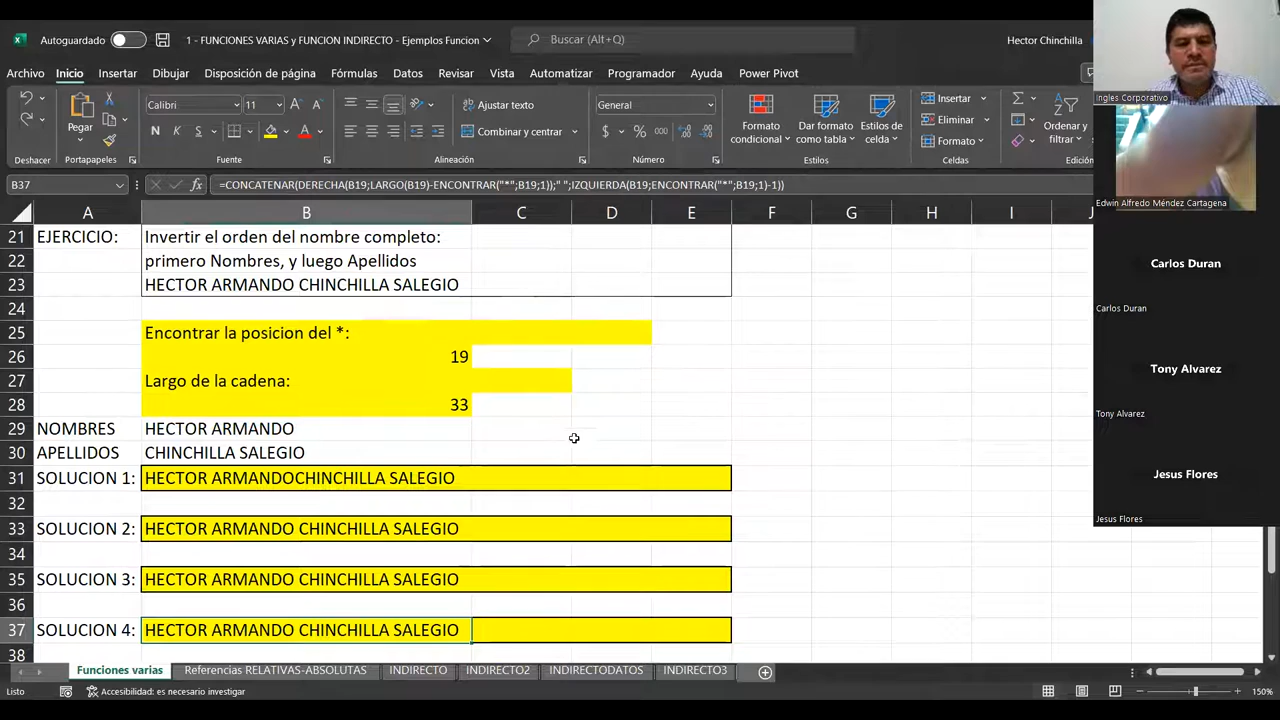 Autoguardado
1 - FUNCIONES VARIAS y FUNCION INDIRECTO - Ejemplos Funcion
Buscar (Alt+Q)
Hector Chinchilla
Archivo Inicio Insertar Dibujar Disposición de página Fórmulas Datos Revisar Vista Automatizar Programador Ayuda Power Pivot
Pegar
Calibri 11
N K S
Ajustar texto
Combinar y centrar
General
$ % 000
Formato condicional
Dar formato como tabla
Estilos de celda
Insertar
Eliminar
Formato
Ordenar y filtrar
Deshacer Portapapeles Fuente Alineación Número Estilos Celdas Edición
B37 fx =CONCATENAR(DERECHA(B19;LARGO(B19)-ENCONTRAR("*";B19;1));" ";IZQUIERDA(B19;ENCONTRAR("*";B19;1)-1))
A B C D E F G H I J
21 EJERCICIO: Invertir el orden del nombre completo:
22 primero Nombres, y luego Apellidos
23 HECTOR ARMANDO CHINCHILLA SALEGIO
24
25 Encontrar la posicion del *:
26 19
27 Largo de la cadena:
28 33
29 NOMBRES HECTOR ARMANDO
30 APELLIDOS CHINCHILLA SALEGIO
31 SOLUCION 1: HECTOR ARMANDOCHINCHILLA SALEGIO
32
33 SOLUCION 2: HECTOR ARMANDO CHINCHILLA SALEGIO
34
35 SOLUCION 3: HECTOR ARMANDO CHINCHILLA SALEGIO
36
37 SOLUCION 4: HECTOR ARMANDO CHINCHILLA SALEGIO
38
Funciones varias Referencias RELATIVAS-ABSOLUTAS INDIRECTO INDIRECTO2 INDIRECTODATOS INDIRECTO3
Listo Accesibilidad: es necesario investigar 150%
Ingles Corporativo
Edwin Alfredo Méndez Cartagena
Carlos Duran
Carlos Duran
Tony Alvarez
Tony Alvarez
Jesus Flores
Jesus Flores